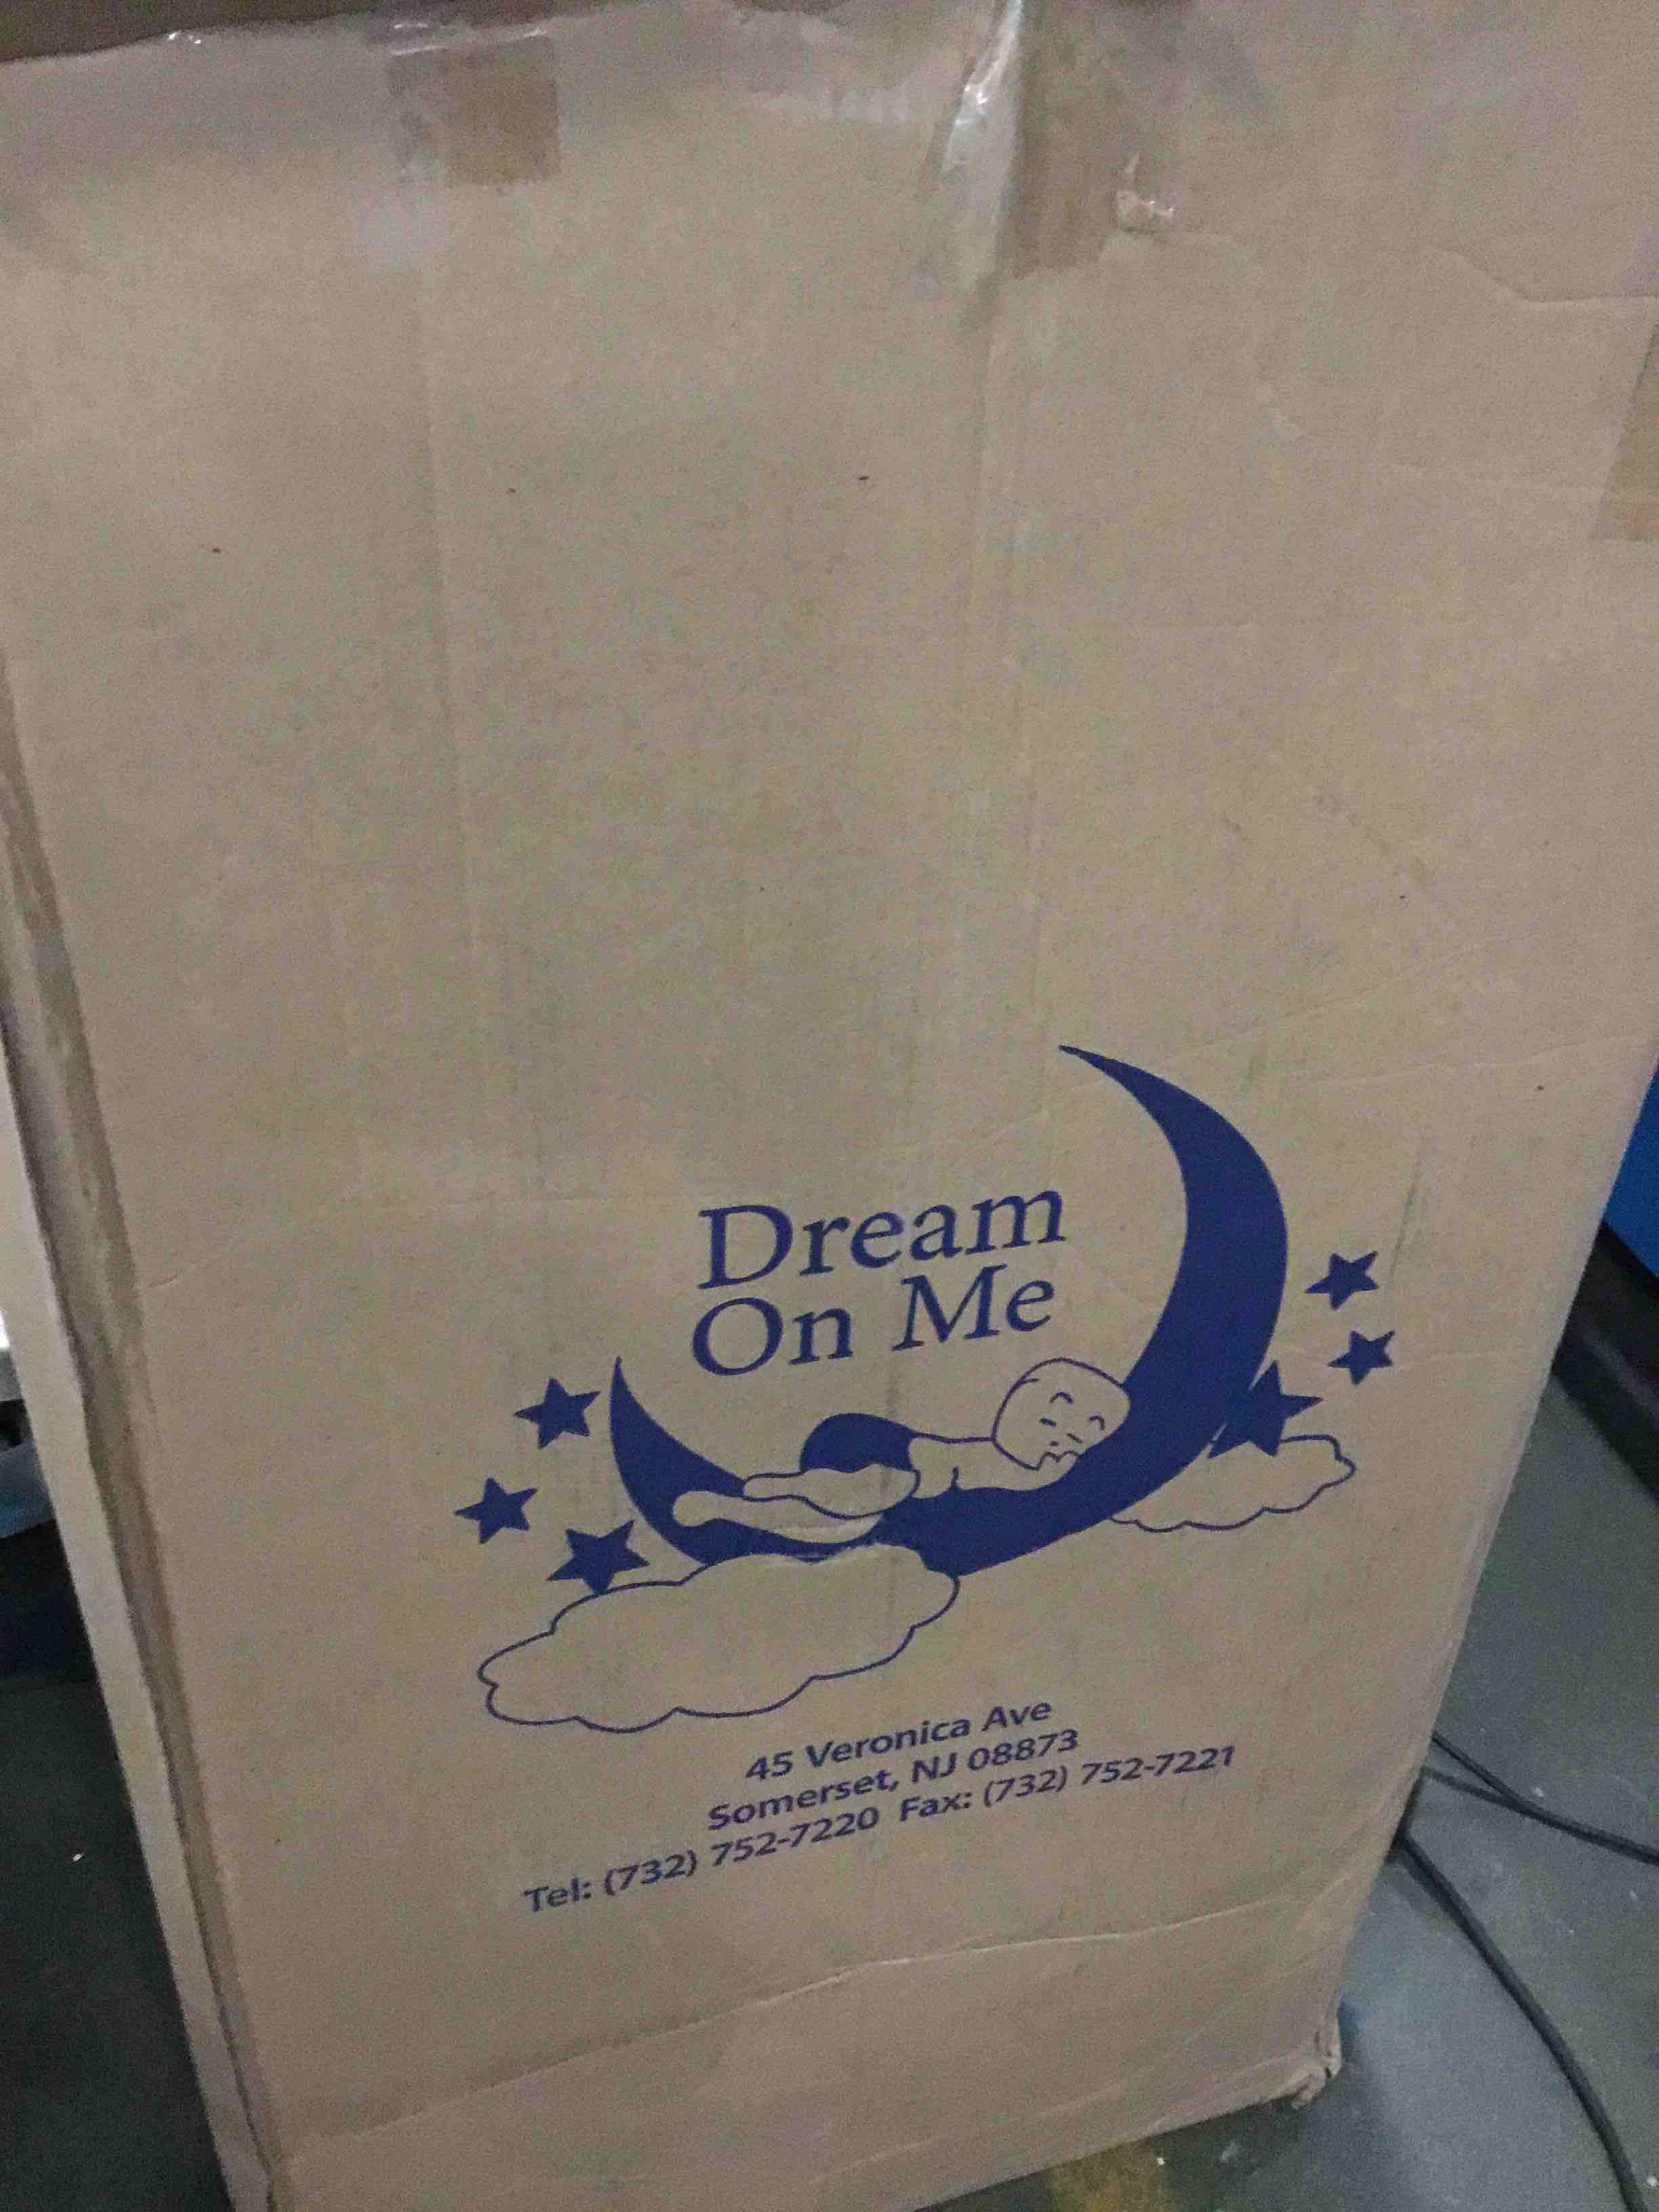 Dream
On Me
45 Veronica Ave
Somerset, NJ 08873
Tel: (732) 752-7220 Fax: (732) 752-7221